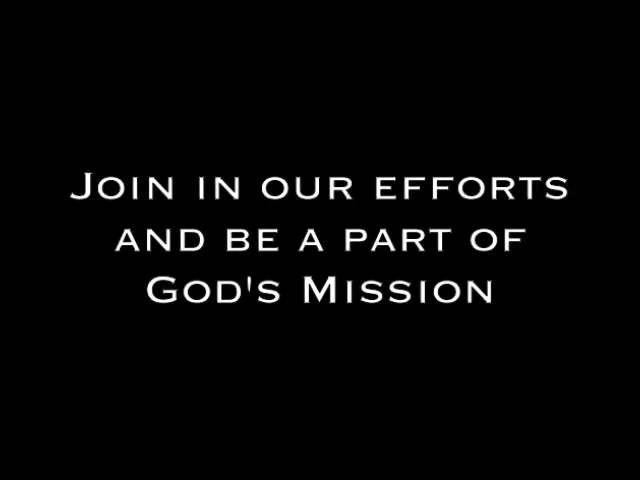 Join in our efforts
and be a part of
God's Mission